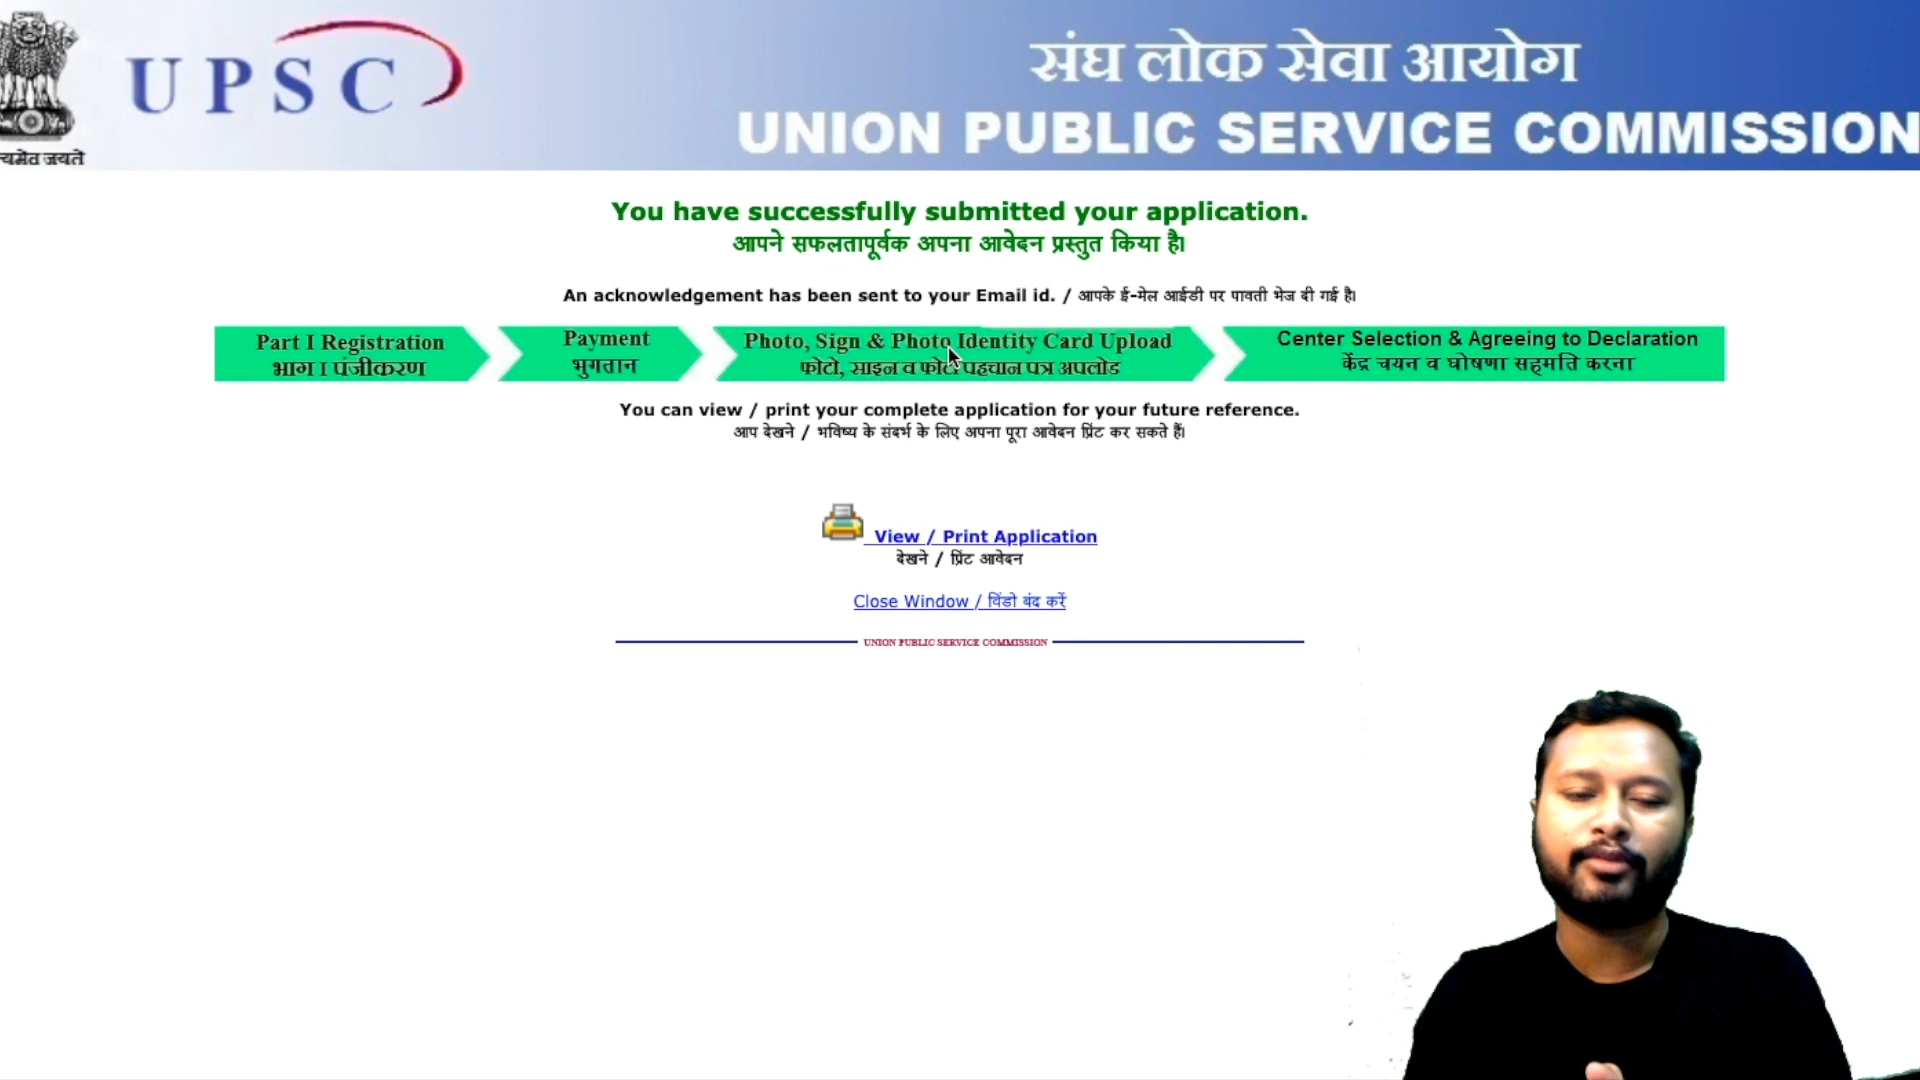 UPSC
संघ लोक सेवा आयोग
UNION PUBLIC SERVICE COMMISSION
You have successfully submitted your application.
आपने सफलतापूर्वक अपना आवेदन प्रस्तुत किया है।
An acknowledgement has been sent to your Email id. / आपके ई-मेल आईडी पर पावती भेज दी गई है।
Part I Registration
भाग I पंजीकरण
Payment
भुगतान
Photo, Sign & Photo Identity Card Upload
फोटो, साइन व फोटो पहचान पत्र अपलोड
Center Selection & Agreeing to Declaration
केंद्र चयन व घोषणा सहमति करना
You can view / print your complete application for your future reference.
आप देखने / भविष्य के संदर्भ के लिए अपना पूरा आवेदन प्रिंट कर सकते हैं।
View / Print Application
देखने / प्रिंट आवेदन
Close Window / विंडो बंद करें
UNION PUBLIC SERVICE COMMISSION